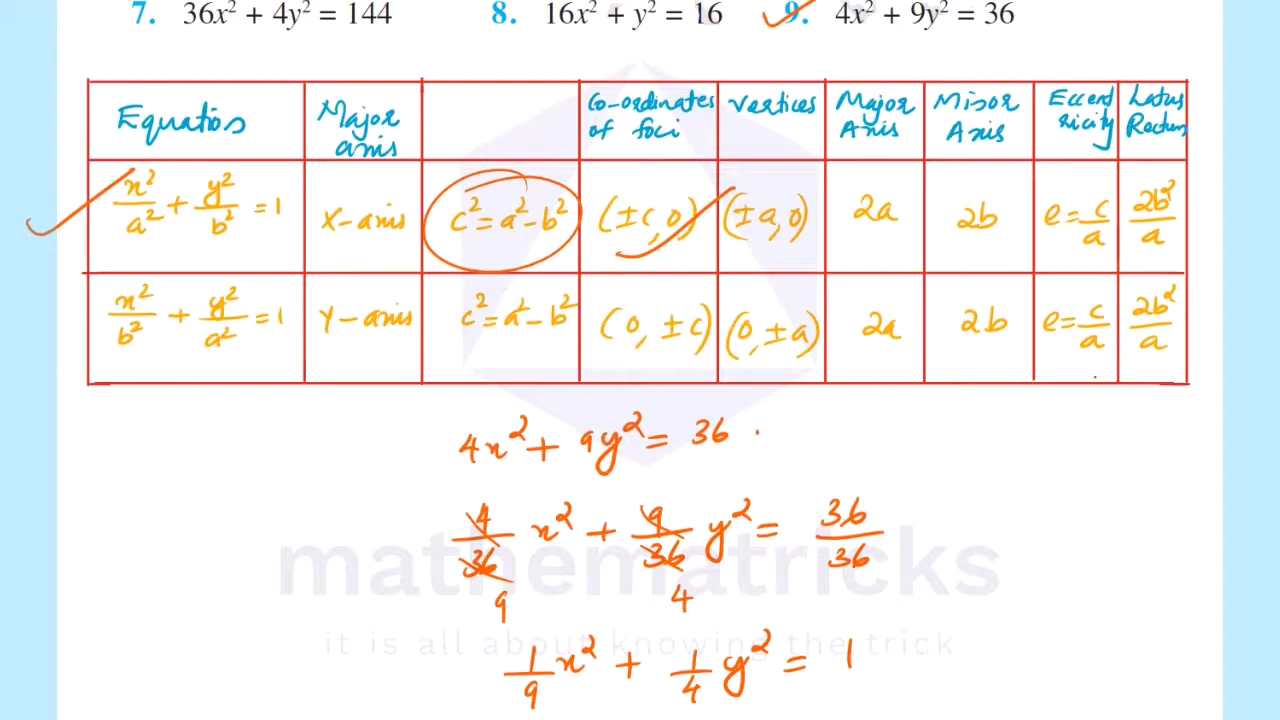 7. 36x² + 4y² = 144 8. 16x² + y² = 16 9. 4x² + 9y² = 36
Equation Major axis Co-ordinates of foci Vertices Major Axis Minor Axis Eccentricity Latus Rectum
x²/a² + y²/b² = 1 X-axis c² = a² - b² (±c, 0) (±a, 0) 2a 2b e = c/a 2b²/a
x²/b² + y²/a² = 1 Y-axis c² = a² - b² (0, ±c) (0, ±a) 2a 2b e = c/a 2b²/a
4x² + 9y² = 36
4/36 x² + 9/36 y² = 36/36
9 4
mathematricks
it is all about knowing the trick
1/9 x² + 1/4 y² = 1